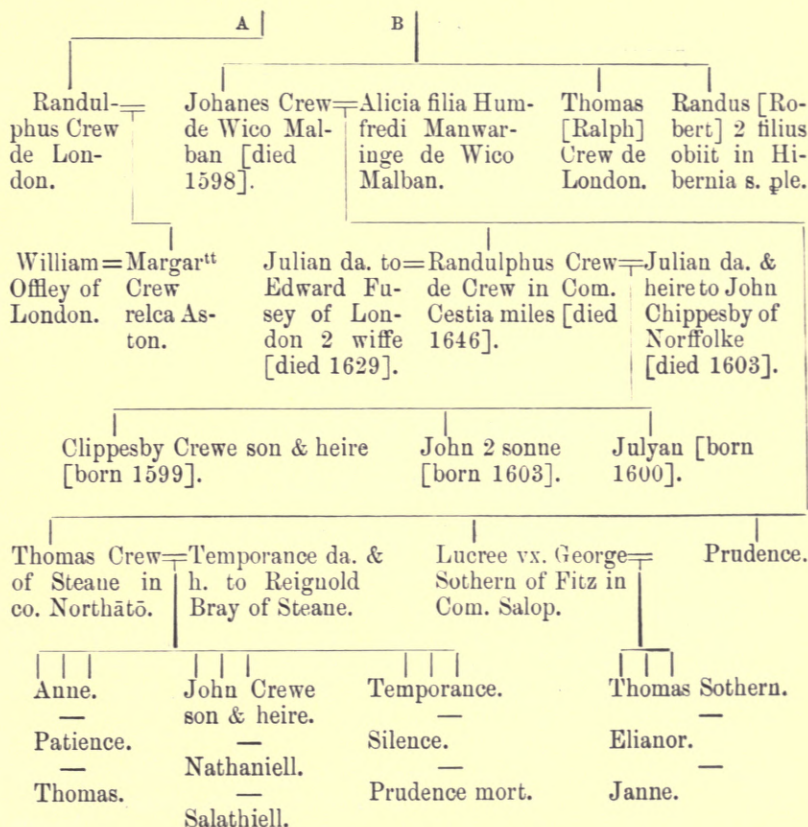 A B
Randul-
phus Crew
de Lon-
don.
Johanes Crew
de Wico Mal-
ban [died
1598].
Alicia filia Hum-
fredi Manwar-
inge de Wico
Malban.
Thomas
[Ralph]
Crew de
London.
Randus [Ro-
bert] 2 filius
obiit in Hi-
bernia s. ꝑle.
William
Offley of
London.
=
Margartt
Crew
relca As-
ton.
Julian da. to
Edward Fu-
sey of Lon-
don 2 wiffe
[died 1629].
=
Randulphus Crew
de Crew in Com.
Cestia miles [died
1646].
Julian da. &
heire to John
Chippesby of
Norffolke
[died 1603].
Clippesby Crewe son & heire
[born 1599].
John 2 sonne
[born 1603].
Julyan [born
1600].
Thomas Crew
of Steane in
co. Northātō.
Temporance da. &
h. to Reignold
Bray of Steane.
Lucree vx. George
Sothern of Fitz in
Com. Salop.
Prudence.
Anne.
—
Patience.
—
Thomas.
John Crewe
son & heire.
—
Nathaniell.
—
Salathiell.
Temporance.
—
Silence.
—
Prudence mort.
Thomas Sothern.
—
Elianor.
—
Janne.